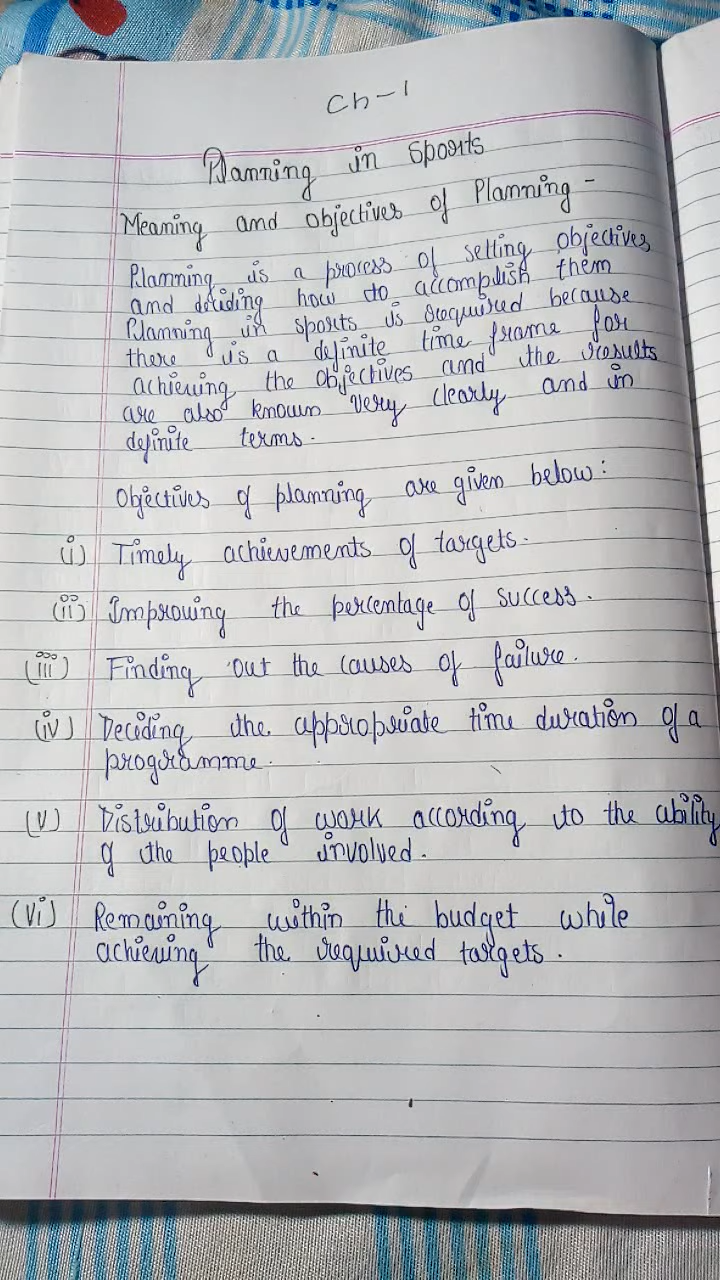 Ch-1
Planning in Sports
Meaning and objectives of Planning -
Planning is a process of setting objectives
and deciding how to accomplish them
Planning in sports is required because
there is a definite time frame for
achieving the objectives and the results
are also known very clearly and in
definite terms.
Objectives of planning are given below:
(i) Timely achievements of targets.
(ii) Improving the percentage of success.
(iii) Finding out the causes of failure.
(iv) Deciding the appropriate time duration of a
programme.
(v) Distribution of work according to the ability
of the people involved.
(vi) Remaining within the budget while
achieving the required targets.